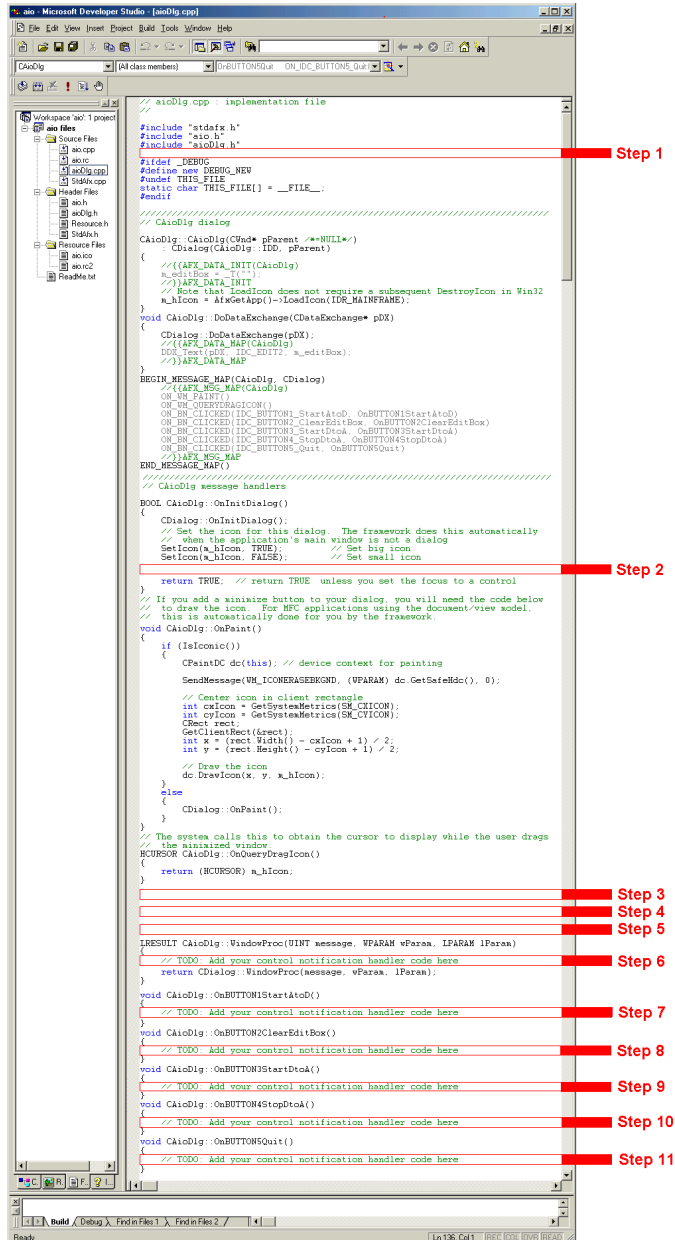 aio - Microsoft Developer Studio - [aioDlg.cpp]
File Edit View Insert Project Build Tools Window Help
CAioDlg
(All class members)
OnBUTTON5Quit ON_IDC_BUTTON5_Quit
Workspace 'aio': 1 project
aio files
Source Files
aio.cpp
aio.rc
aioDlg.cpp
StdAfx.cpp
Header Files
aio.h
aioDlg.h
Resource.h
StdAfx.h
Resource Files
aio.ico
aio.rc2
ReadMe.txt
// aioDlg.cpp : implementation file
//
#include "stdafx.h"
#include "aio.h"
#include "aioDlg.h"
Step 1
#ifdef _DEBUG
#define new DEBUG_NEW
#undef THIS_FILE
static char THIS_FILE[] = __FILE__;
#endif
/////////////////////////////////////////////////////////////////////////////
// CAioDlg dialog
CAioDlg::CAioDlg(CWnd* pParent /*=NULL*/)
: CDialog(CAioDlg::IDD, pParent)
{
//{{AFX_DATA_INIT(CAioDlg)
m_editBox = _T("");
//}}AFX_DATA_INIT
// Note that LoadIcon does not require a subsequent DestroyIcon in Win32
m_hIcon = AfxGetApp()->LoadIcon(IDR_MAINFRAME);
}
void CAioDlg::DoDataExchange(CDataExchange* pDX)
{
CDialog::DoDataExchange(pDX);
//{{AFX_DATA_MAP(CAioDlg)
DDX_Text(pDX, IDC_EDIT2, m_editBox);
//}}AFX_DATA_MAP
}
BEGIN_MESSAGE_MAP(CAioDlg, CDialog)
//{{AFX_MSG_MAP(CAioDlg)
ON_WM_PAINT()
ON_WM_QUERYDRAGICON()
ON_BN_CLICKED(IDC_BUTTON1_StartAtoD, OnBUTTON1StartAtoD)
ON_BN_CLICKED(IDC_BUTTON2_ClearEditBox, OnBUTTON2ClearEditBox)
ON_BN_CLICKED(IDC_BUTTON3_StartDtoA, OnBUTTON3StartDtoA)
ON_BN_CLICKED(IDC_BUTTON4_StopDtoA, OnBUTTON4StopDtoA)
ON_BN_CLICKED(IDC_BUTTON5_Quit, OnBUTTON5Quit)
//}}AFX_MSG_MAP
END_MESSAGE_MAP()
/////////////////////////////////////////////////////////////////////////////
// CAioDlg message handlers
BOOL CAioDlg::OnInitDialog()
{
CDialog::OnInitDialog();
// Set the icon for this dialog.  The framework does this automatically
//  when the application's main window is not a dialog
SetIcon(m_hIcon, TRUE); // Set big icon
SetIcon(m_hIcon, FALSE); // Set small icon
Step 2
return TRUE;  // return TRUE  unless you set the focus to a control
}
// If you add a minimize button to your dialog, you will need the code below
//  to draw the icon.  For MFC applications using the document/view model,
//  this is automatically done for you by the framework.
void CAioDlg::OnPaint()
{
if (IsIconic())
{
CPaintDC dc(this); // device context for painting
SendMessage(WM_ICONERASEBKGND, (WPARAM) dc.GetSafeHdc(), 0);
// Center icon in client rectangle
int cxIcon = GetSystemMetrics(SM_CXICON);
int cyIcon = GetSystemMetrics(SM_CYICON);
CRect rect;
GetClientRect(&rect);
int x = (rect.Width() - cxIcon + 1) / 2;
int y = (rect.Height() - cyIcon + 1) / 2;
// Draw the icon
dc.DrawIcon(x, y, m_hIcon);
}
else
{
CDialog::OnPaint();
}
}
// The system calls this to obtain the cursor to display while the user drags
//  the minimized window.
HCURSOR CAioDlg::OnQueryDragIcon()
{
return (HCURSOR) m_hIcon;
}
Step 3
Step 4
Step 5
LRESULT CAioDlg::WindowProc(UINT message, WPARAM wParam, LPARAM lParam)
{
// TODO: Add your control notification handler code here
Step 6
return CDialog::WindowProc(message, wParam, lParam);
}
void CAioDlg::OnBUTTON1StartAtoD()
{
// TODO: Add your control notification handler code here
Step 7
}
void CAioDlg::OnBUTTON2ClearEditBox()
{
// TODO: Add your control notification handler code here
Step 8
}
void CAioDlg::OnBUTTON3StartDtoA()
{
// TODO: Add your control notification handler code here
Step 9
}
void CAioDlg::OnBUTTON4StopDtoA()
{
// TODO: Add your control notification handler code here
Step 10
}
void CAioDlg::OnBUTTON5Quit()
{
// TODO: Add your control notification handler code here
Step 11
}
C. R. F.. I...
Build Debug Find in Files 1 Find in Files 2
Ready
Ln 136, Col 1 REC COL OVR READ